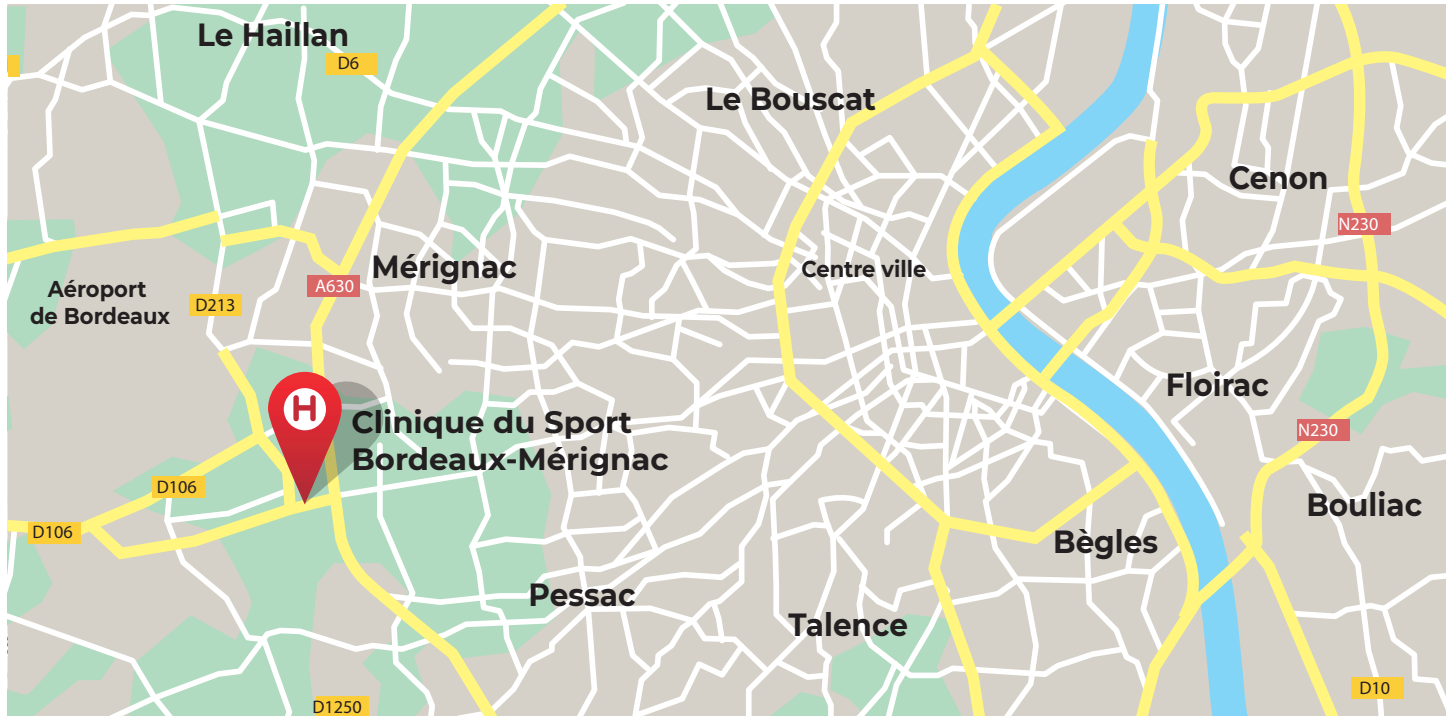 Le Haillan
D6
Le Bouscat
Cenon
N230
Mérignac
Centre ville
A630
Aéroport
de Bordeaux
D213
Floirac
H
Clinique du Sport
Bordeaux-Mérignac
N230
D106
Bouliac
D106
Bègles
Pessac
Talence
D10
D1250